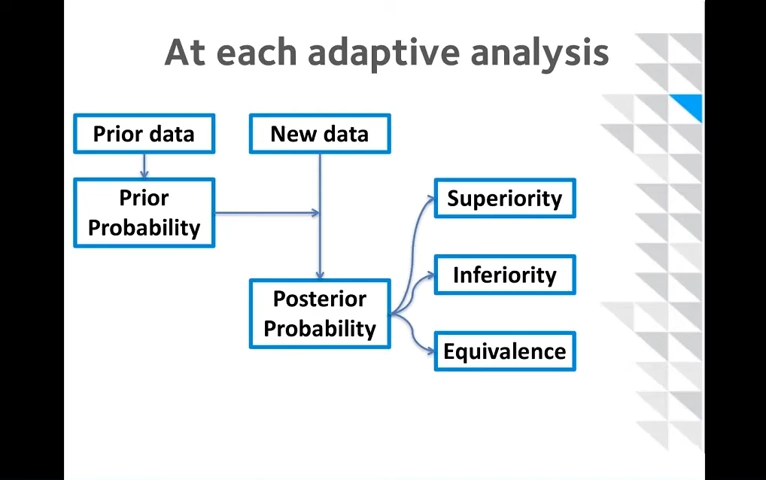 At each adaptive analysis
Prior data
New data
Prior
Probability
Superiority
Inferiority
Posterior
Probability
Equivalence